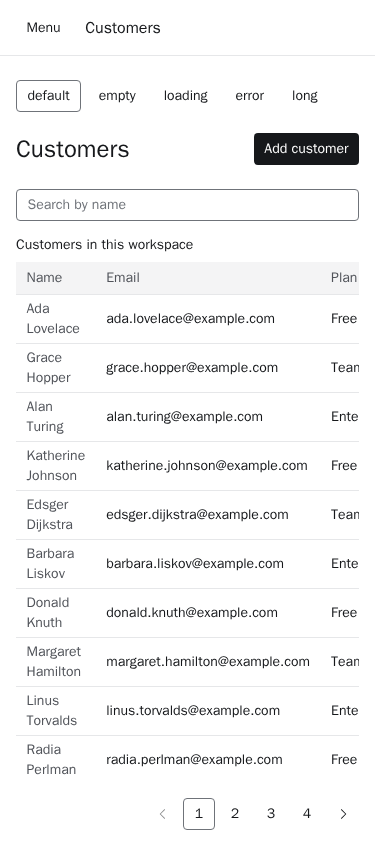 Menu Customers
default empty loading error long
Customers Add customer
Search by name
Customers in this workspace
Name Email Plan
Ada Lovelace ada.lovelace@example.com Free
Grace Hopper grace.hopper@example.com Team
Alan Turing alan.turing@example.com Ente
Katherine Johnson katherine.johnson@example.com Free
Edsger Dijkstra edsger.dijkstra@example.com Team
Barbara Liskov barbara.liskov@example.com Ente
Donald Knuth donald.knuth@example.com Free
Margaret Hamilton margaret.hamilton@example.com Team
Linus Torvalds linus.torvalds@example.com Ente
Radia Perlman radia.perlman@example.com Free
1 2 3 4